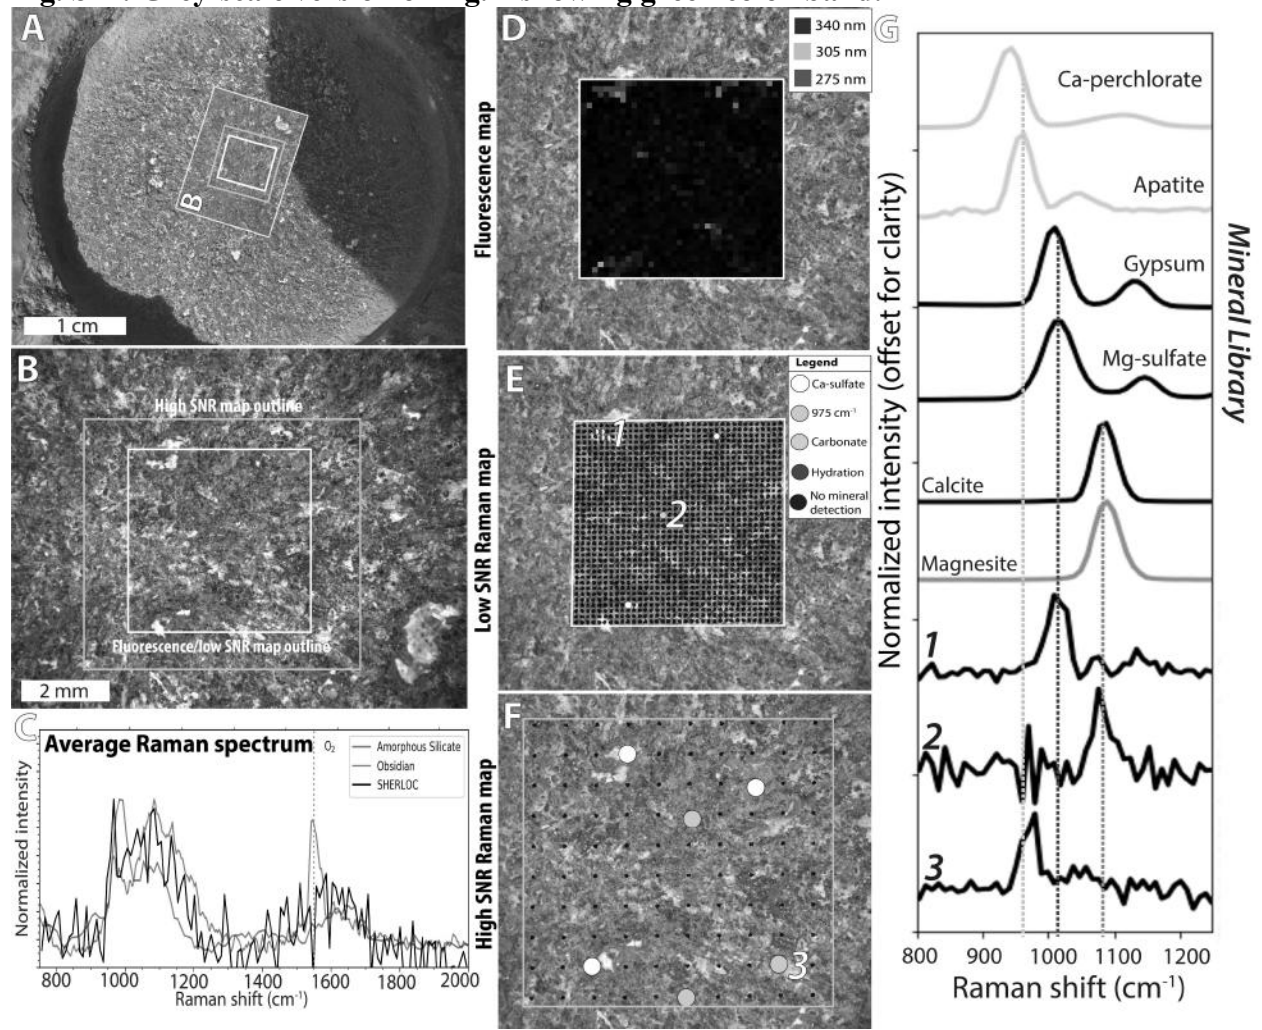 A
B
1 cm
B
High SNR map outline
Fluorescence/low SNR map outline
2 mm
C
Average Raman spectrum
O₂
Amorphous Silicate
Obsidian
SHERLOC
Normalized intensity
800 1000 1200 1400 1600 1800 2000
Raman shift (cm⁻¹)
D
340 nm
305 nm
275 nm
Fluorescence map
E
Legend
Ca-sulfate
975 cm⁻¹
Carbonate
Hydration
No mineral
detection
1
2
Low SNR Raman map
F
3
High SNR Raman map
G
Ca-perchlorate
Apatite
Gypsum
Mg-sulfate
Calcite
Magnesite
1
2
3
Normalized intensity (offset for clarity)
Mineral Library
800 900 1000 1100 1200
Raman shift (cm⁻¹)